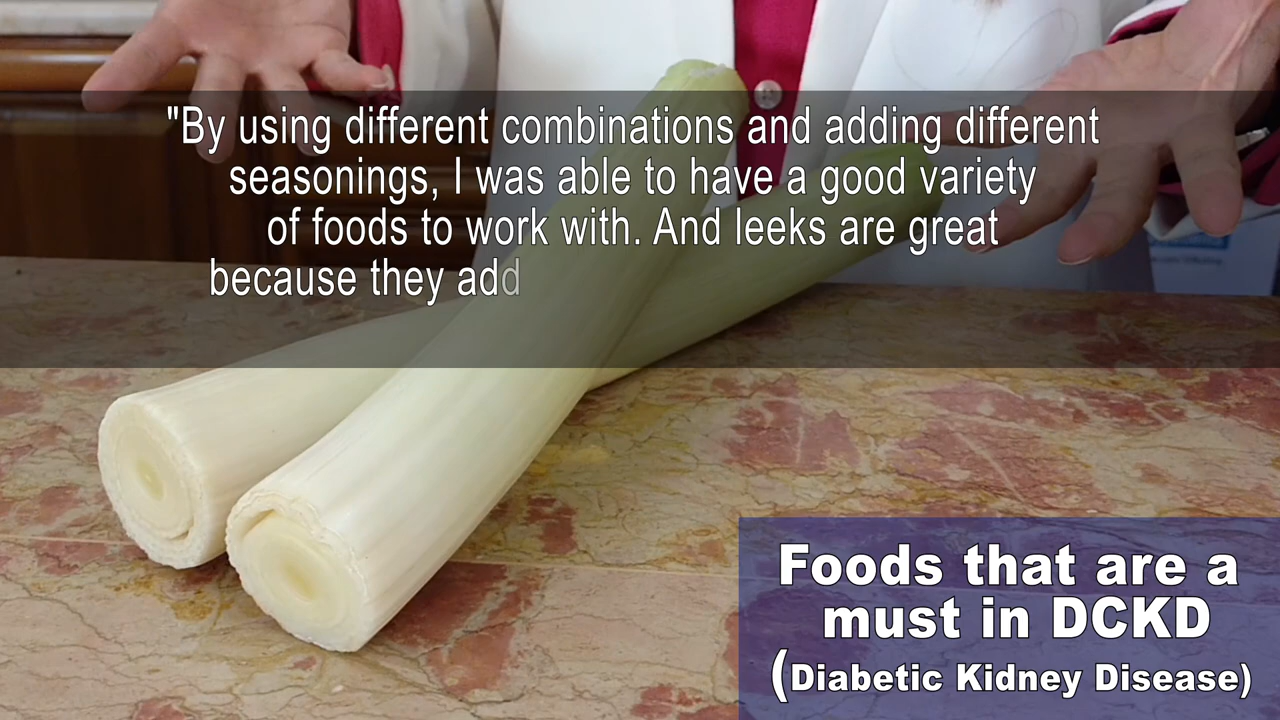 "By using different combinations and adding different
seasonings, I was able to have a good variety
of foods to work with. And leeks are great
because they add
Foods that are a
must in DCKD
(Diabetic Kidney Disease)